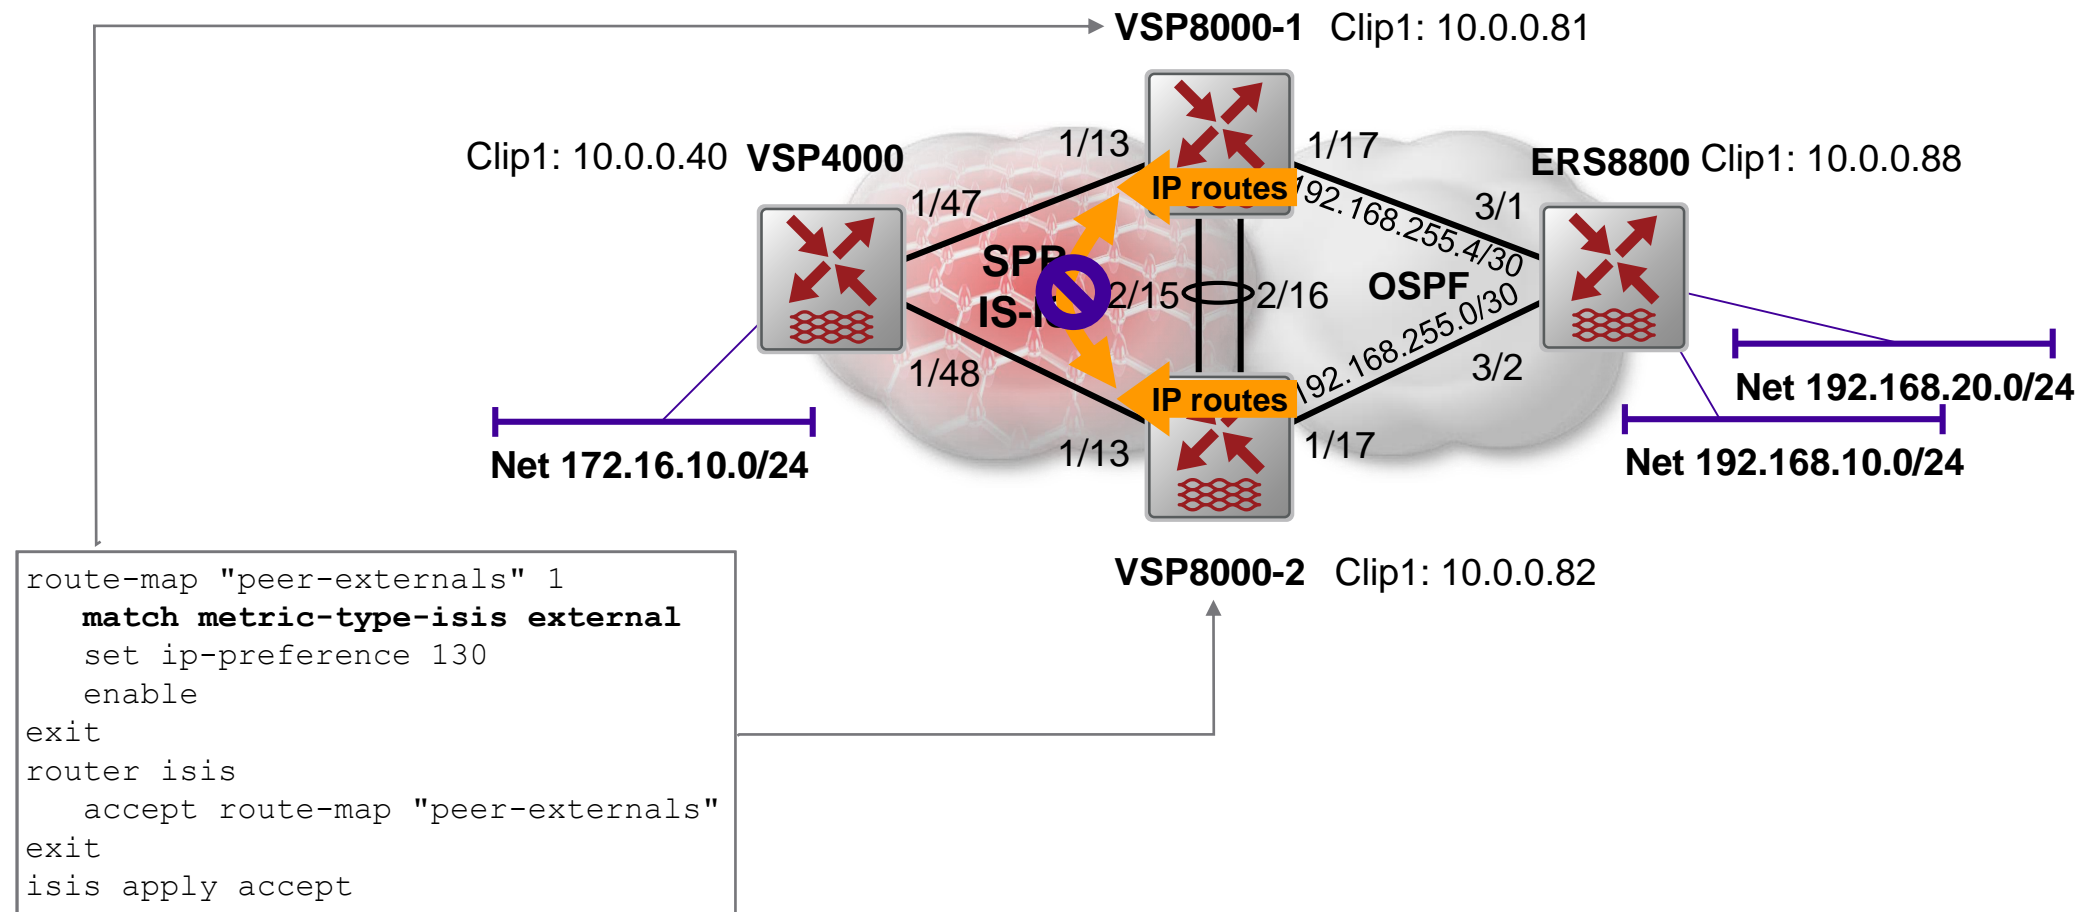 VSP8000-1 Clip1: 10.0.0.81
1/13
1/17
Clip1: 10.0.0.40 VSP4000
ERS8800 Clip1: 10.0.0.88
IP routes
1/47
3/1
192.168.255.4/30
SPB
IS-IS
2/15
2/16
OSPF
192.168.255.0/30
1/48
3/2
IP routes
Net 192.168.20.0/24
1/13
1/17
Net 172.16.10.0/24
Net 192.168.10.0/24
VSP8000-2 Clip1: 10.0.0.82
route-map "peer-externals" 1
match metric-type-isis external
set ip-preference 130
enable
exit
router isis
accept route-map "peer-externals"
exit
isis apply accept